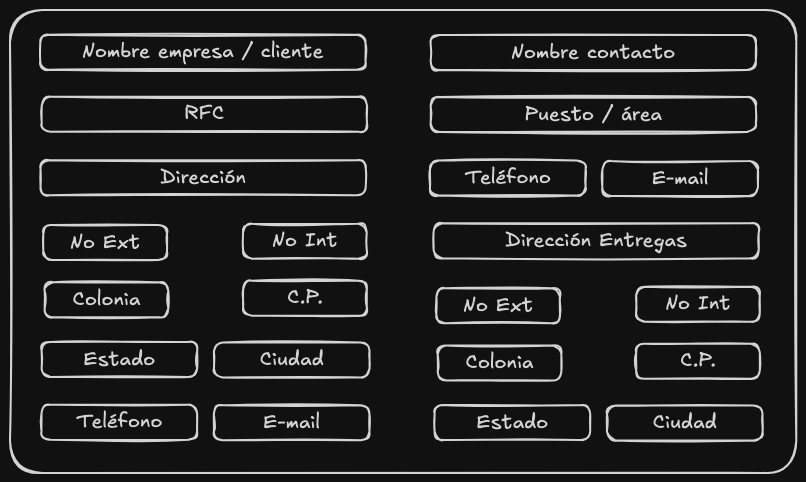 Nombre empresa / cliente
RFC
Dirección
No Ext
No Int
Colonia
C.P.
Estado
Ciudad
Teléfono
E-mail
Nombre contacto
Puesto / área
Teléfono
E-mail
Dirección Entregas
No Ext
No Int
Colonia
C.P.
Estado
Ciudad